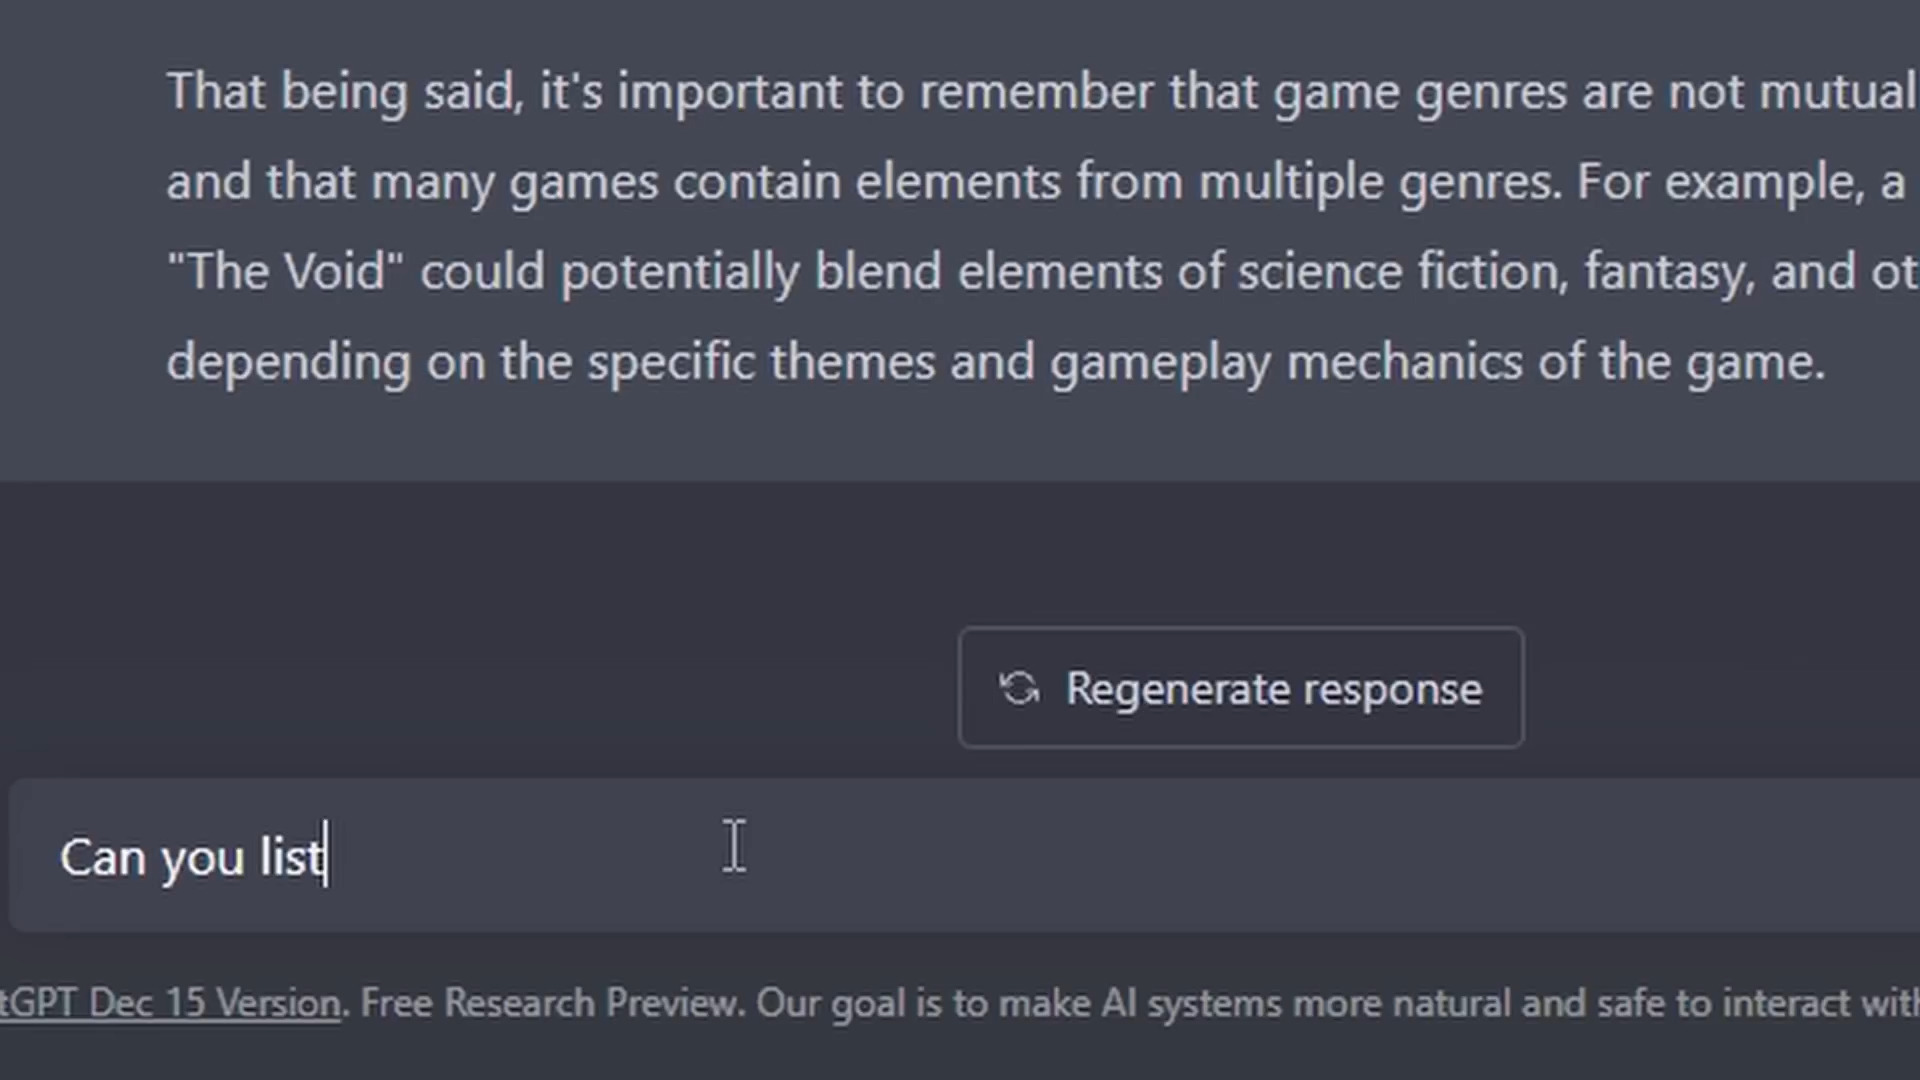 That being said, it's important to remember that game genres are not mutual
and that many games contain elements from multiple genres. For example, a
"The Void" could potentially blend elements of science fiction, fantasy, and ot
depending on the specific themes and gameplay mechanics of the game.
Regenerate response
Can you list
tGPT Dec 15 Version. Free Research Preview. Our goal is to make AI systems more natural and safe to interact with